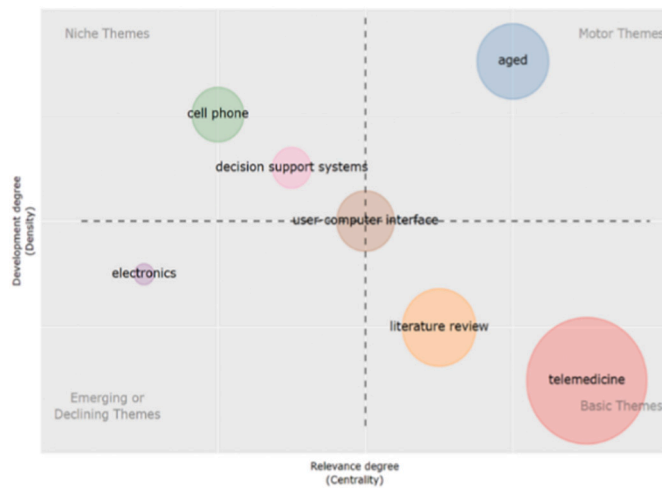 Niche Themes
Motor Themes
aged
cell phone
decision support systems
user-computer interface
electronics
literature review
telemedicine
Emerging or
Declining Themes
Basic Themes
Development degree
(Density)
Relevance degree
(Centrality)